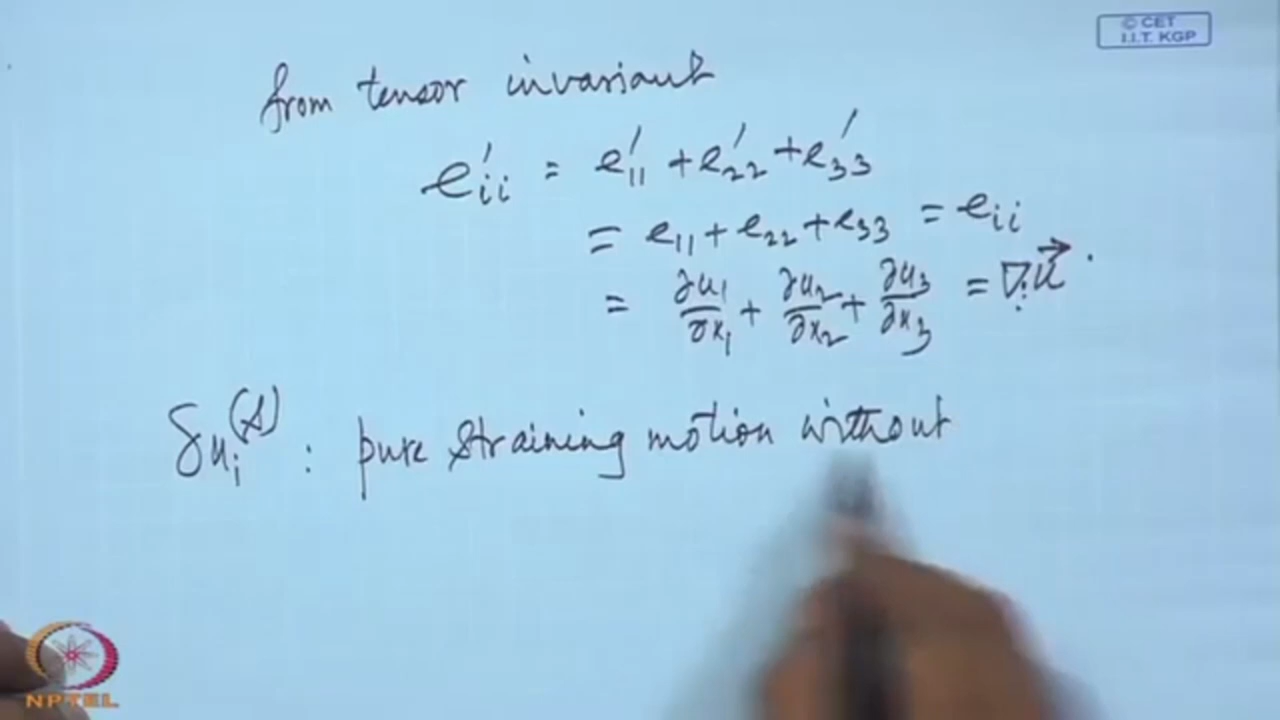 © CET
I.I.T. KGP
from tensor invariant
e'ii = e'11 + e'22 + e'33
= e11 + e22 + e33 = eii
= ∂u1/∂x1 + ∂u2/∂x2 + ∂u3/∂x3 = ∇·u⃗.
δui(s) : pure straining motion without
NPTEL